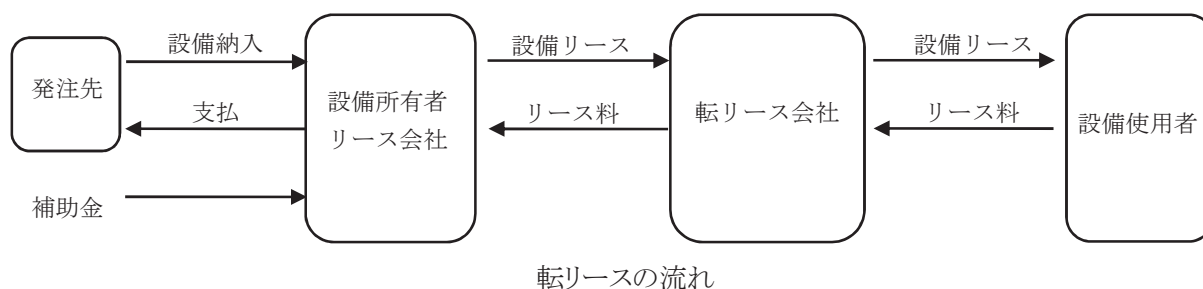 設備納入
設備リース
設備リース
発注先
設備所有者
リース会社
転リース会社
設備使用者
支払
リース料
リース料
補助金
転リースの流れ